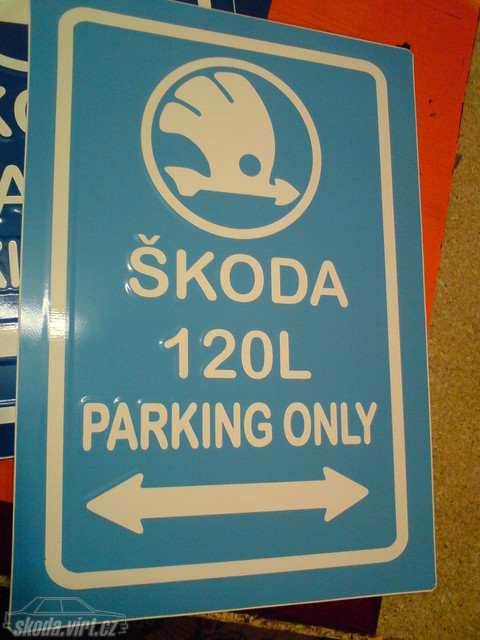 ŠKODA
120L
PARKING ONLY
skoda.virt.cz